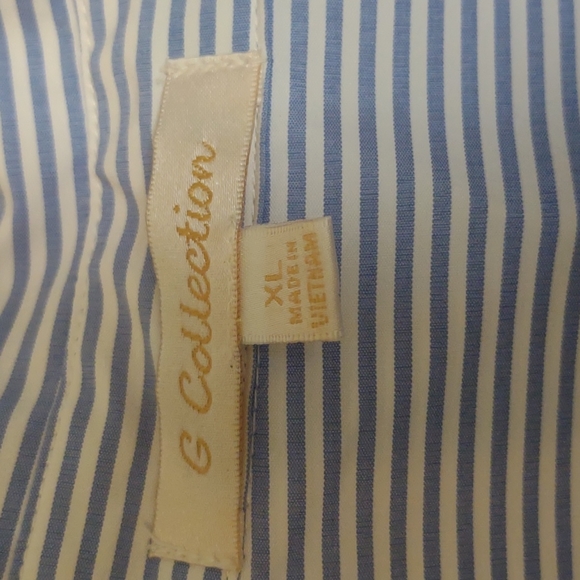 G Collection
XL
MADE IN
VIETNAM